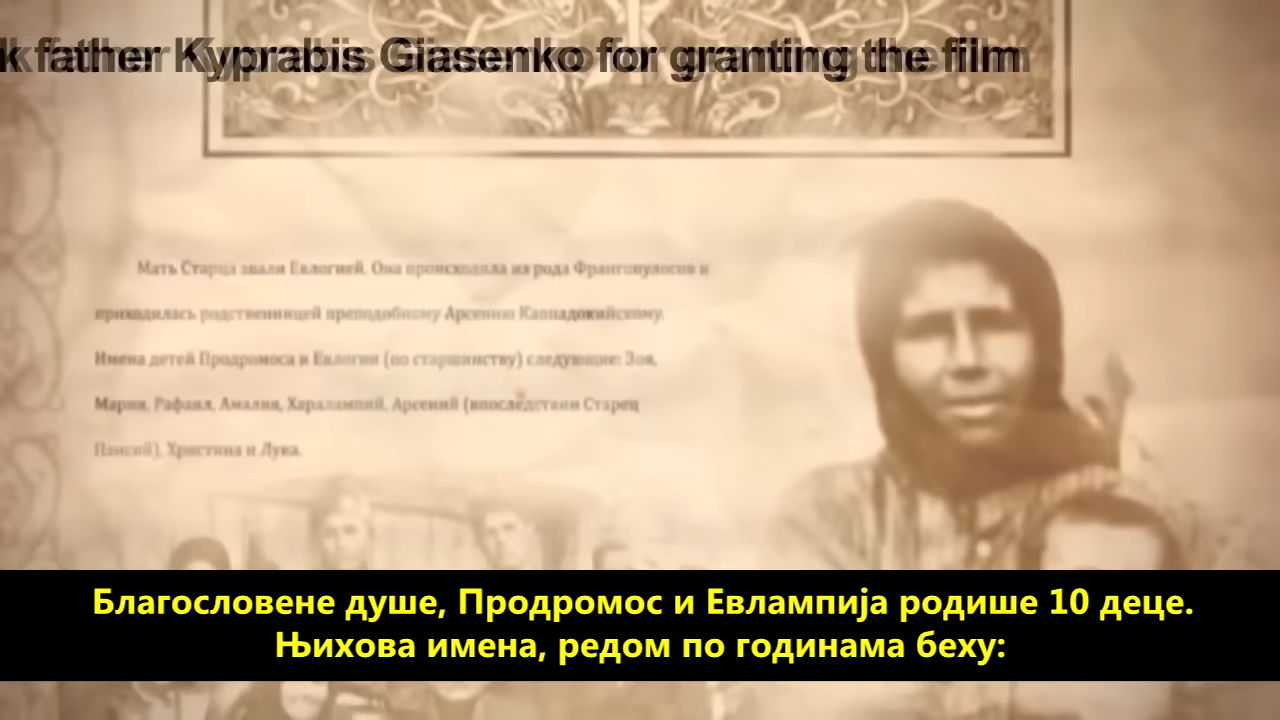 k father Kyprabis Giasenko for granting the film
Мать Старца звали Евлогией. Она происходила из рода Франгопулосов и
приходилась родственницей преподобному Арсению Каппадокийскому.
Имена детей Продромоса и Евлогии (по старшинству) следующие: Зоя,
Мария, Рафаил, Амалия, Харалампий, Арсений (впоследствии Старец
Паисий), Христина и Лука.
Благословене душе, Продромос и Евлампија родише 10 деце.
Њихова имена, редом по годинама беху: